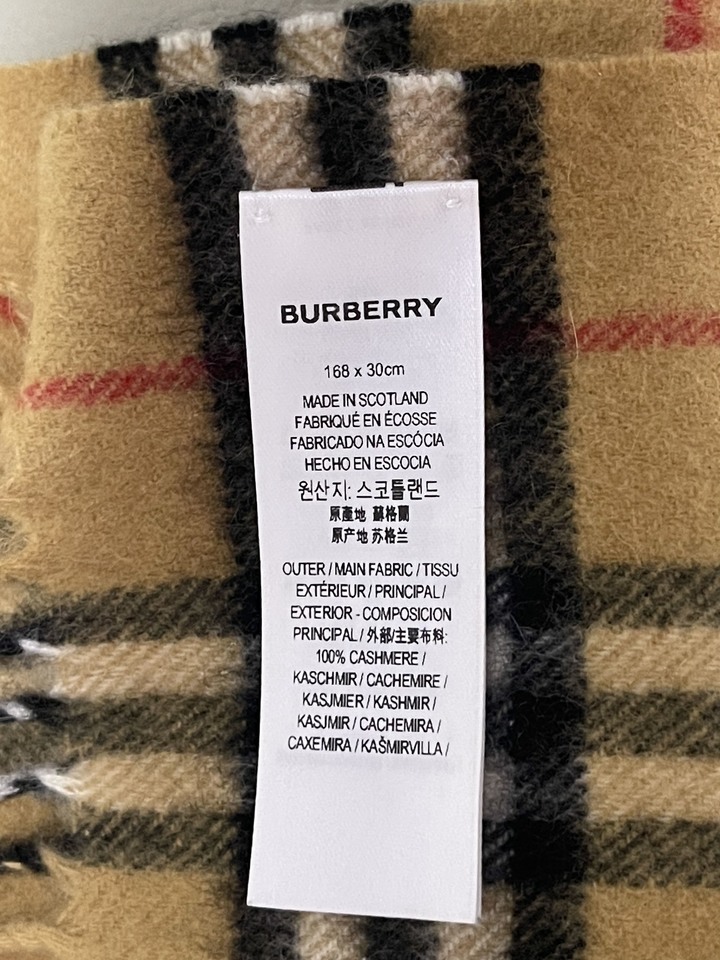 BURBERRY
168 x 30cm
MADE IN SCOTLAND
FABRIQUÉ EN ÉCOSSE
FABRICADO NA ESCÓCIA
HECHO EN ESCOCIA
원산지: 스코틀랜드
原產地 蘇格蘭
原产地 苏格兰
OUTER / MAIN FABRIC / TISSU
EXTÉRIEUR / PRINCIPAL /
EXTERIOR - COMPOSICION
PRINCIPAL / 外部/主要布料:
100% CASHMERE /
KASCHMIR / CACHEMIRE /
KASJMIER / KASHMIR /
KASJMIR / CACHEMIRA /
CAXEMIRA / KAŠMIRVILLA /